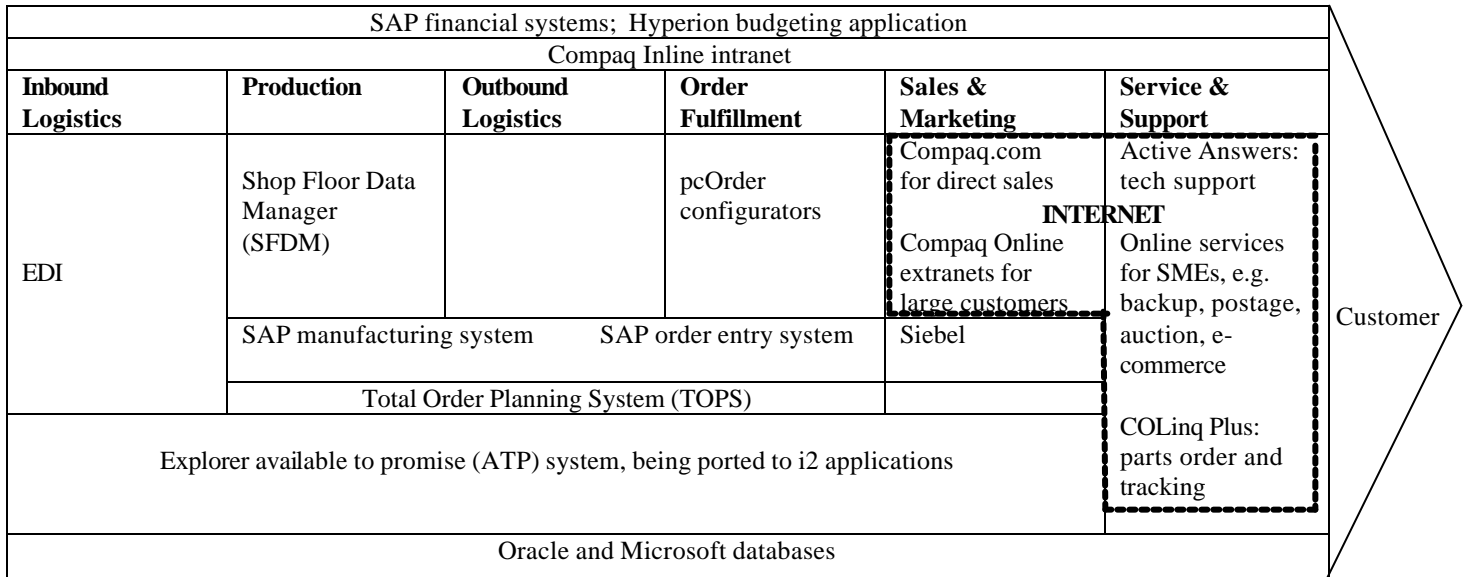 SAP financial systems; Hyperion budgeting application
Compaq Inline intranet
Inbound
Logistics
Production
Outbound
Logistics
Order
Fulfillment
Sales &
Marketing
Service &
Support
EDI
Shop Floor Data
Manager
(SFDM)
pcOrder
configurators
Compaq.com
for direct sales
INTERNET
Compaq Online
extranets for
large customers
Active Answers:
tech support
Online services
for SMEs, e.g.
backup, postage,
auction, e-
commerce
COLinq Plus:
parts order and
tracking
SAP manufacturing system
SAP order entry system
Siebel
Total Order Planning System (TOPS)
Explorer available to promise (ATP) system, being ported to i2 applications
Oracle and Microsoft databases
Customer